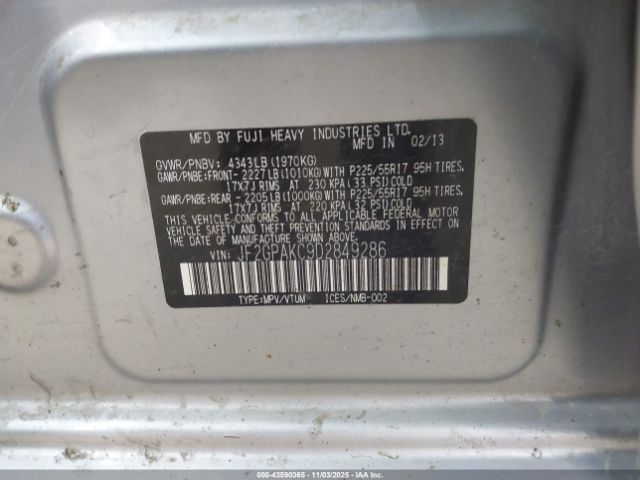 MFD BY FUJI HEAVY INDUSTRIES LTD.
MFD IN 02/13
GVWR/PNBV: 4343LB(1970KG)
GAWR/PNBE:FRONT- 2227LB(1010KG) WITH P225/55R17 95H TIRES,
17X7J RIMS AT 230 KPA(33 PSI)COLD
GAWR/PNBE:REAR - 2205LB(1000KG) WITH P225/55R17 95H TIRES,
17X7J RIMS AT 220 KPA(32 PSI)COLD
THIS VEHICLE CONFORMS TO ALL APPLICABLE FEDERAL MOTOR
VEHICLE SAFETY AND THEFT PREVENTION STANDARDS IN EFFECT ON
THE DATE OF MANUFACTURE SHOWN ABOVE.
VIN: JF2GPAKC9D2849286
TYPE:MPV/VTUM ICES/NMB-002
000-43590365 - 11/03/2025 - IAAI.COM